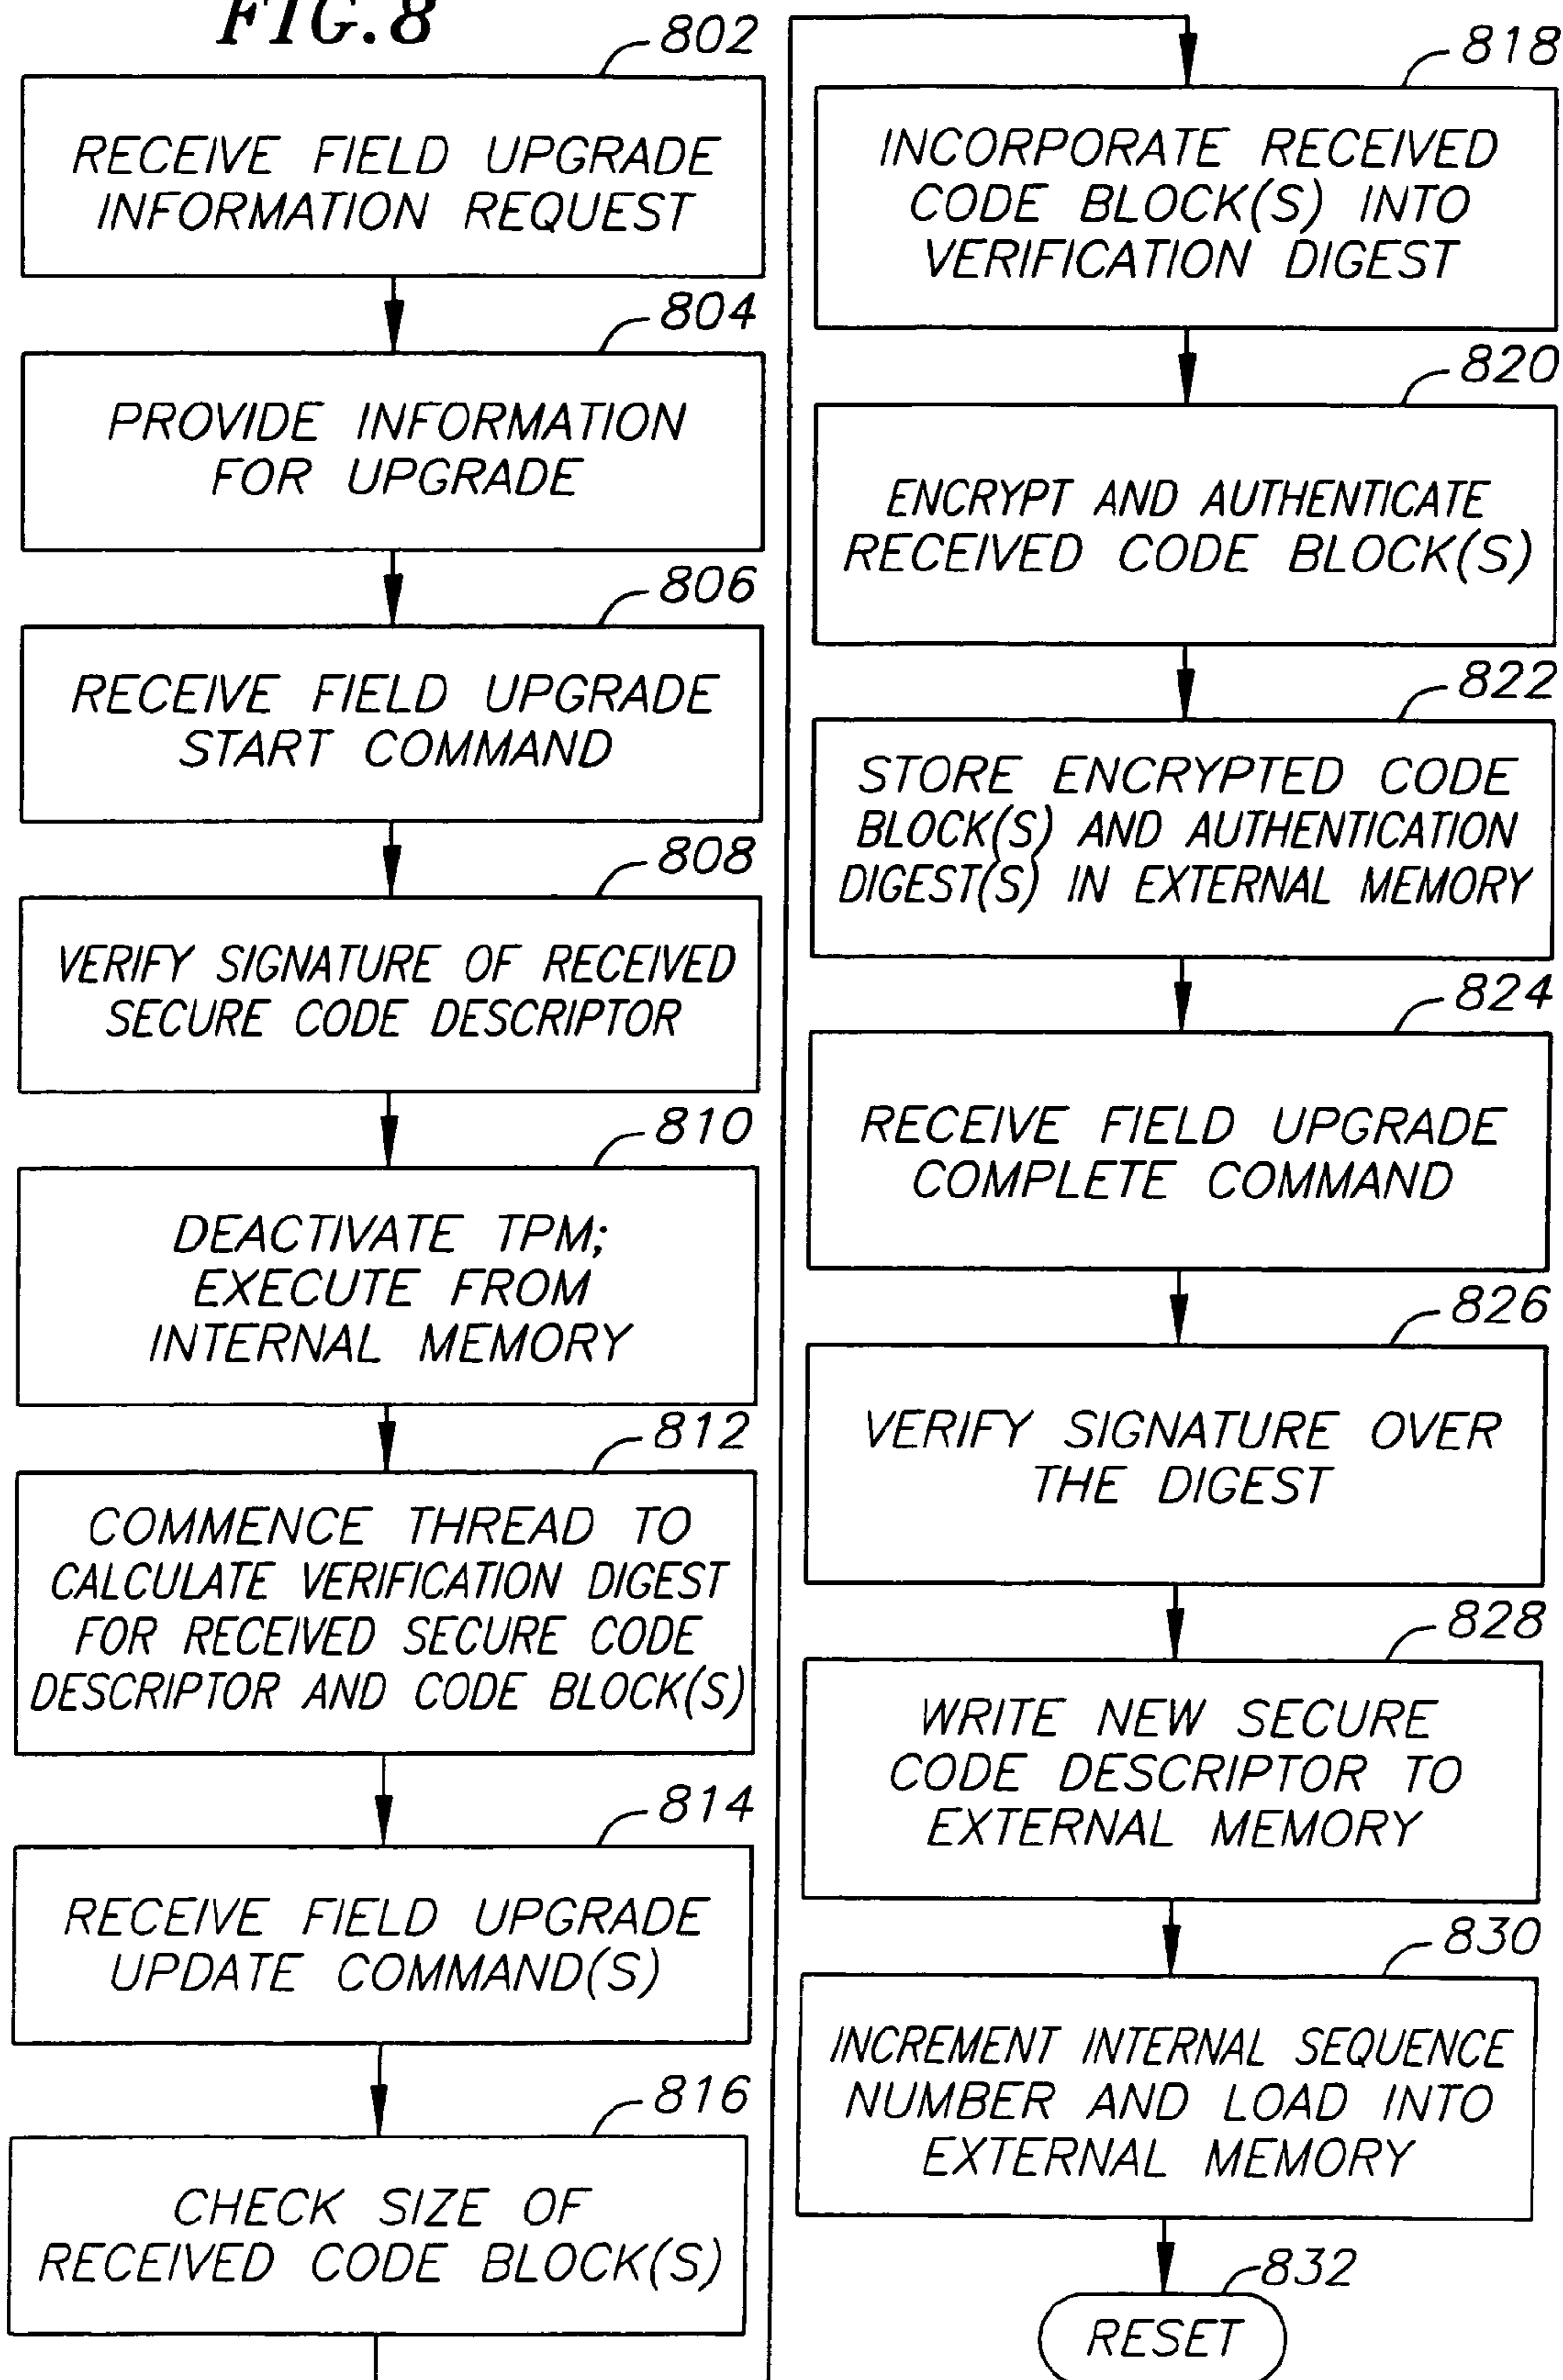 FIG.8
802
RECEIVE FIELD UPGRADE
INFORMATION REQUEST
804
PROVIDE INFORMATION
FOR UPGRADE
806
RECEIVE FIELD UPGRADE
START COMMAND
808
VERIFY SIGNATURE OF RECEIVED
SECURE CODE DESCRIPTOR
810
DEACTIVATE TPM;
EXECUTE FROM
INTERNAL MEMORY
812
COMMENCE THREAD TO
CALCULATE VERIFICATION DIGEST
FOR RECEIVED SECURE CODE
DESCRIPTOR AND CODE BLOCK(S)
814
RECEIVE FIELD UPGRADE
UPDATE COMMAND(S)
816
CHECK SIZE OF
RECEIVED CODE BLOCK(S)
818
INCORPORATE RECEIVED
CODE BLOCK(S) INTO
VERIFICATION DIGEST
820
ENCRYPT AND AUTHENTICATE
RECEIVED CODE BLOCK(S)
822
STORE ENCRYPTED CODE
BLOCK(S) AND AUTHENTICATION
DIGEST(S) IN EXTERNAL MEMORY
824
RECEIVE FIELD UPGRADE
COMPLETE COMMAND
826
VERIFY SIGNATURE OVER
THE DIGEST
828
WRITE NEW SECURE
CODE DESCRIPTOR TO
EXTERNAL MEMORY
830
INCREMENT INTERNAL SEQUENCE
NUMBER AND LOAD INTO
EXTERNAL MEMORY
832
RESET